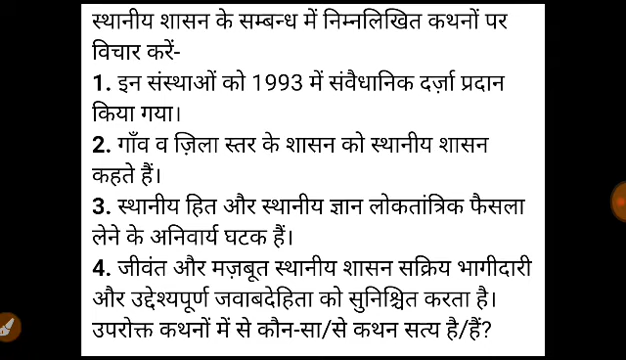 स्थानीय शासन के सम्बन्ध में निम्नलिखित कथनों पर
विचार करें-
1. इन संस्थाओं को 1993 में संवैधानिक दर्ज़ा प्रदान
किया गया।
2. गाँव व ज़िला स्तर के शासन को स्थानीय शासन
कहते हैं।
3. स्थानीय हित और स्थानीय ज्ञान लोकतांत्रिक फैसला
लेने के अनिवार्य घटक हैं।
4. जीवंत और मज़बूत स्थानीय शासन सक्रिय भागीदारी
और उद्देश्यपूर्ण जवाबदेहिता को सुनिश्चित करता है।
उपरोक्त कथनों में से कौन-सा/से कथन सत्य है/हैं?